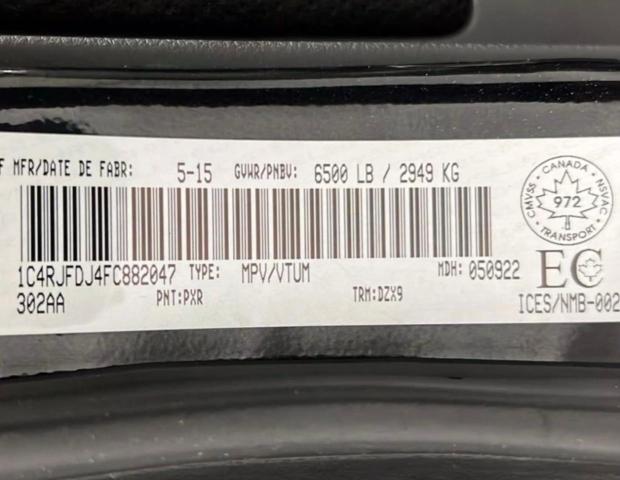 F MFR/DATE DE FABR: 5-15 GVWR/PNBV: 6500 LB / 2949 KG
1C4RJFDJ4FC882047 TYPE: MPV/VTUM MDH: 050922
302AA PNT:PXR TRM:DZX9
CANADA
CMVSS 972 NSVAC
TRANSPORT
EC
ICES/NMB-002